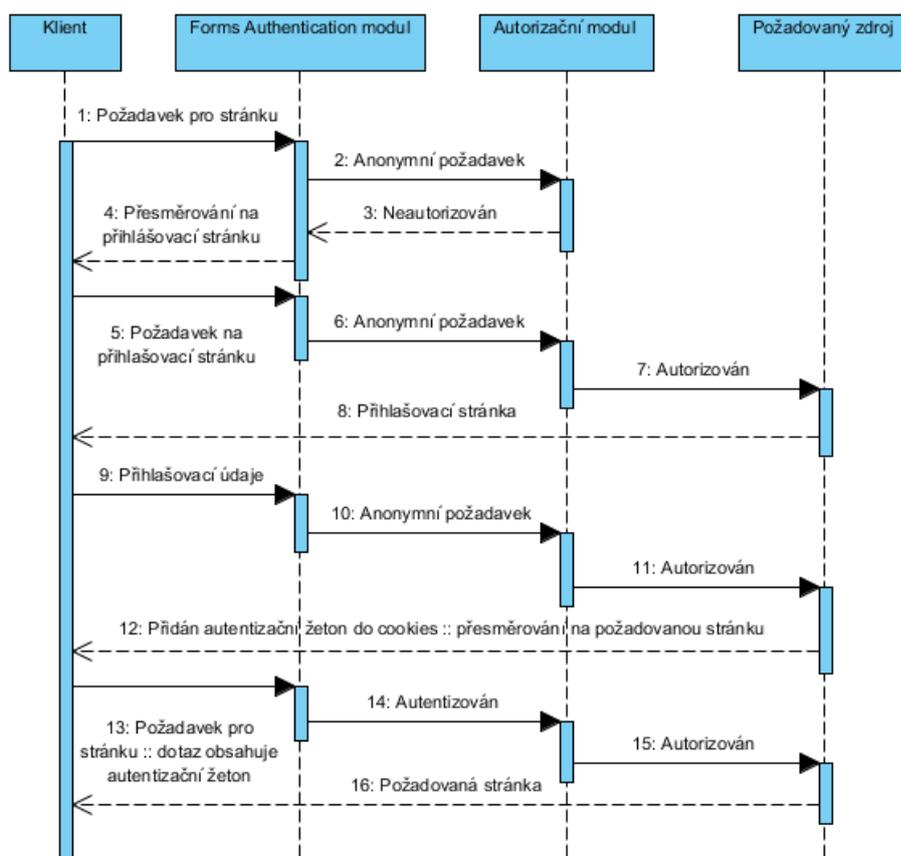 Klient
Forms Authentication modul
Autorizační modul
Požadovaný zdroj
1: Požadavek pro stránku
2: Anonymní požadavek
3: Neautorizován
4: Přesměrování na
přihlášovací stránku
5: Požadavek na
přihlašovací stránku
6: Anonymní požadavek
7: Autorizován
8: Přihlašovací stránka
9: Přihlašovací údaje
10: Anonymní požadavek
11: Autorizován
12: Přidán autentizační žeton do cookies :: přesměrování na požadovanou stránku
13: Požadavek pro
stránku :: dotaz obsahuje
autentizační žeton
14: Autentizován
15: Autorizován
16: Požadovaná stránka